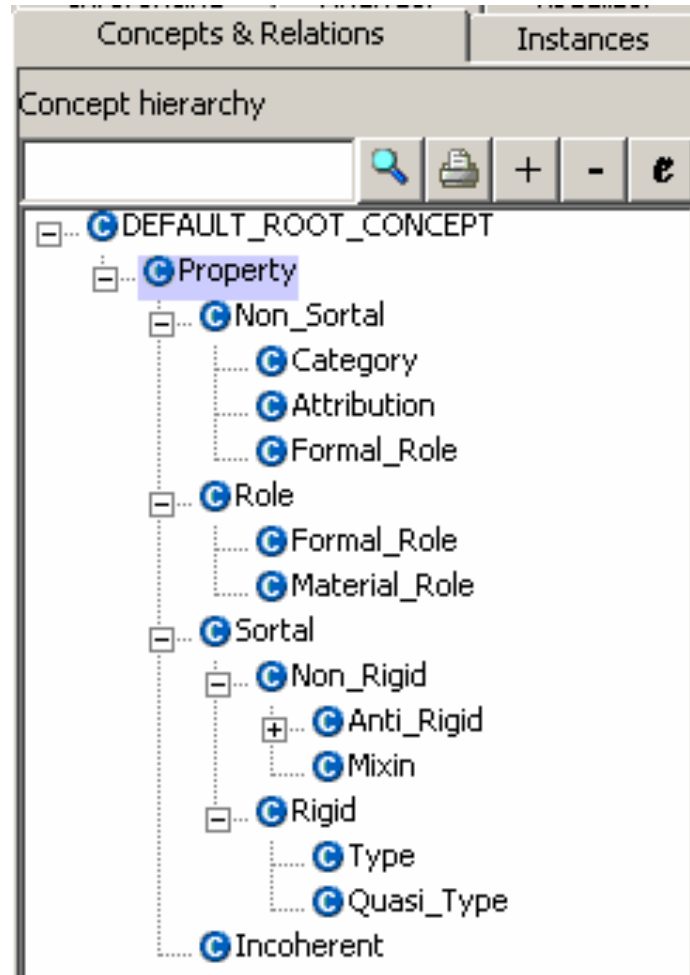 Concepts & Relations Instances
Concept hierarchy
+ - e
DEFAULT_ROOT_CONCEPT
Property
Non_Sortal
Category
Attribution
Formal_Role
Role
Formal_Role
Material_Role
Sortal
Non_Rigid
+ Anti_Rigid
Mixin
Rigid
Type
Quasi_Type
Incoherent